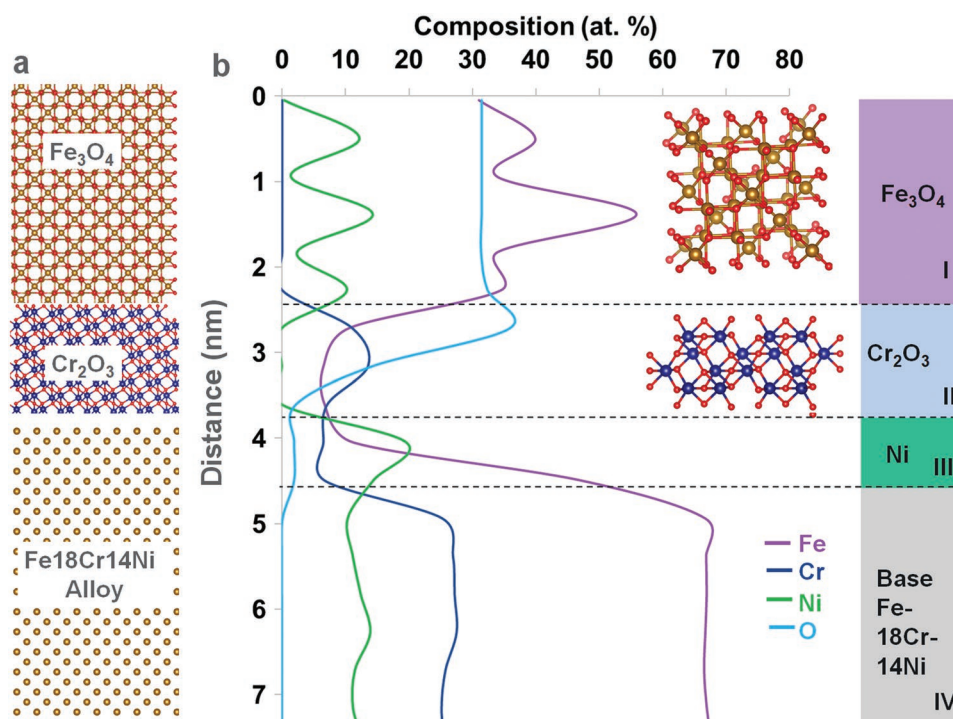 Composition (at. %)
a
b
0 10 20 30 40 50 60 70 80
0
1
2
3
4
5
6
7
Distance (nm)
Fe₃O₄
Cr₂O₃
Fe18Cr14Ni
Alloy
Fe
Cr
Ni
O
Fe₃O₄
I
Cr₂O₃
II
Ni
III
Base
Fe-
18Cr-
14Ni
IV